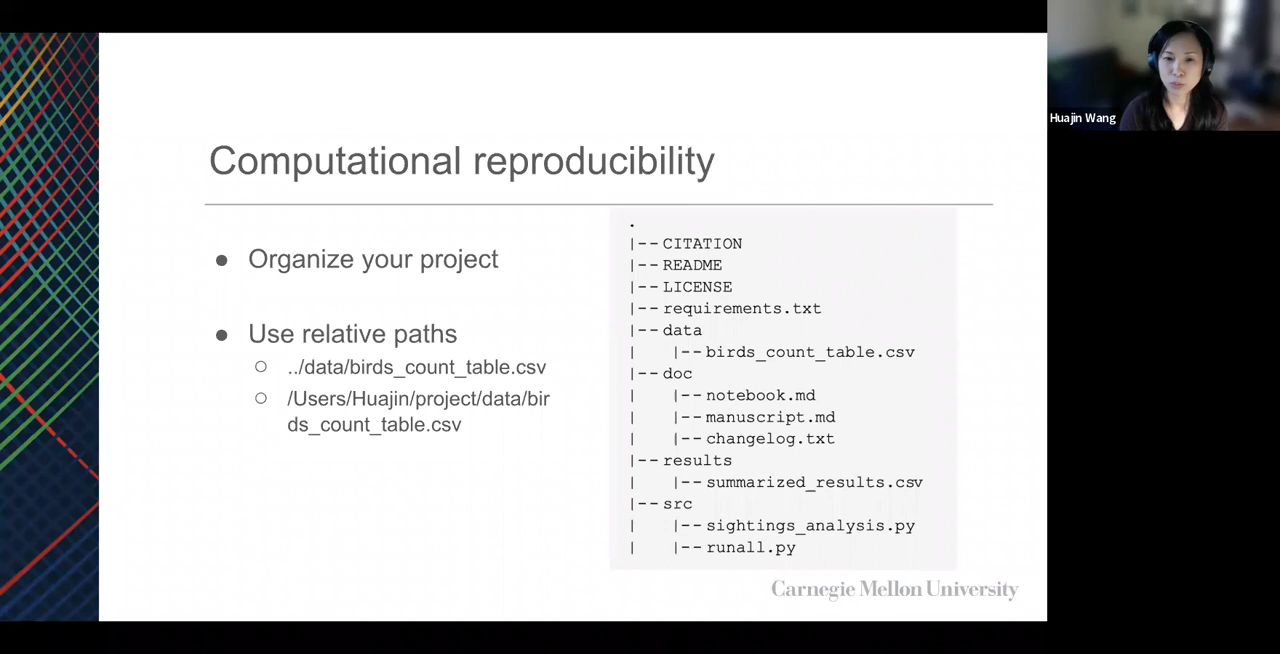 Computational reproducibility
● Organize your project
● Use relative paths
○ ../data/birds_count_table.csv
○ /Users/Huajin/project/data/bir
ds_count_table.csv
.
|-- CITATION
|-- README
|-- LICENSE
|-- requirements.txt
|-- data
|   |-- birds_count_table.csv
|-- doc
|   |-- notebook.md
|   |-- manuscript.md
|   |-- changelog.txt
|-- results
|   |-- summarized_results.csv
|-- src
|   |-- sightings_analysis.py
|   |-- runall.py
Carnegie Mellon University
Huajin Wang